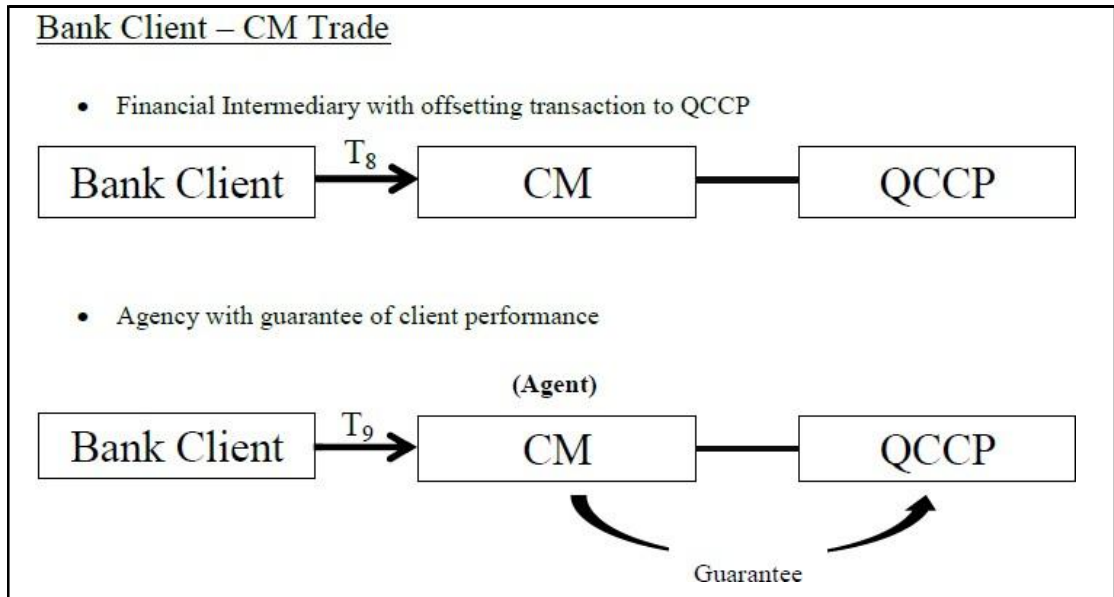 Bank Client – CM Trade
• Financial Intermediary with offsetting transaction to QCCP
T₈
Bank Client CM QCCP
• Agency with guarantee of client performance
(Agent)
T₉
Bank Client CM QCCP
Guarantee